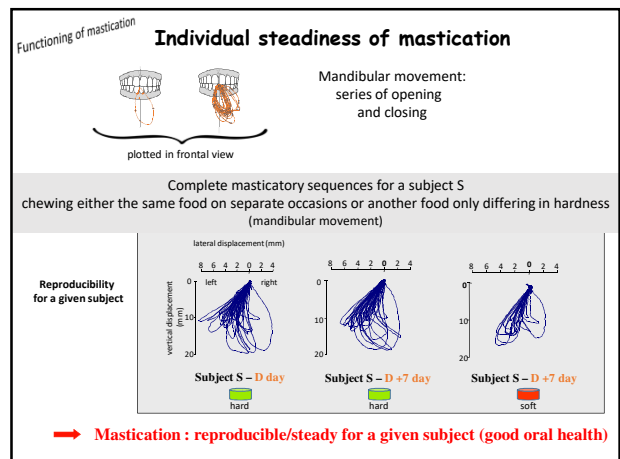 Functioning of mastication
Individual steadiness of mastication
Mandibular movement:
series of opening
and closing
plotted in frontal view
Complete masticatory sequences for a subject S
chewing either the same food on separate occasions or another food only differing in hardness
(mandibular movement)
Reproducibility
for a given subject
lateral displacement (mm)
8 6 4 2 0 2 4
left right
vertical displacement
(mm)
0
10
20
8 6 4 2 0 2 4
0
10
20
8 6 4 2 0 2 4
0
10
20
Subject S – D day
hard
Subject S – D +7 day
hard
Subject S – D +7 day
soft
Mastication : reproducible/steady for a given subject (good oral health)